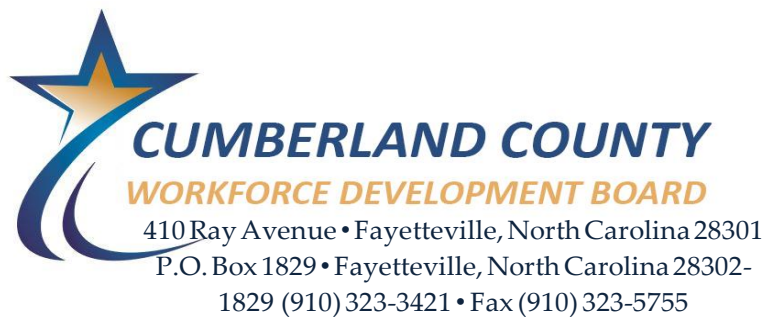 CUMBERLAND COUNTY
WORKFORCE DEVELOPMENT BOARD
410 Ray Avenue • Fayetteville, North Carolina 28301
P.O. Box 1829 • Fayetteville, North Carolina 28302-
1829 (910) 323-3421 • Fax (910) 323-5755